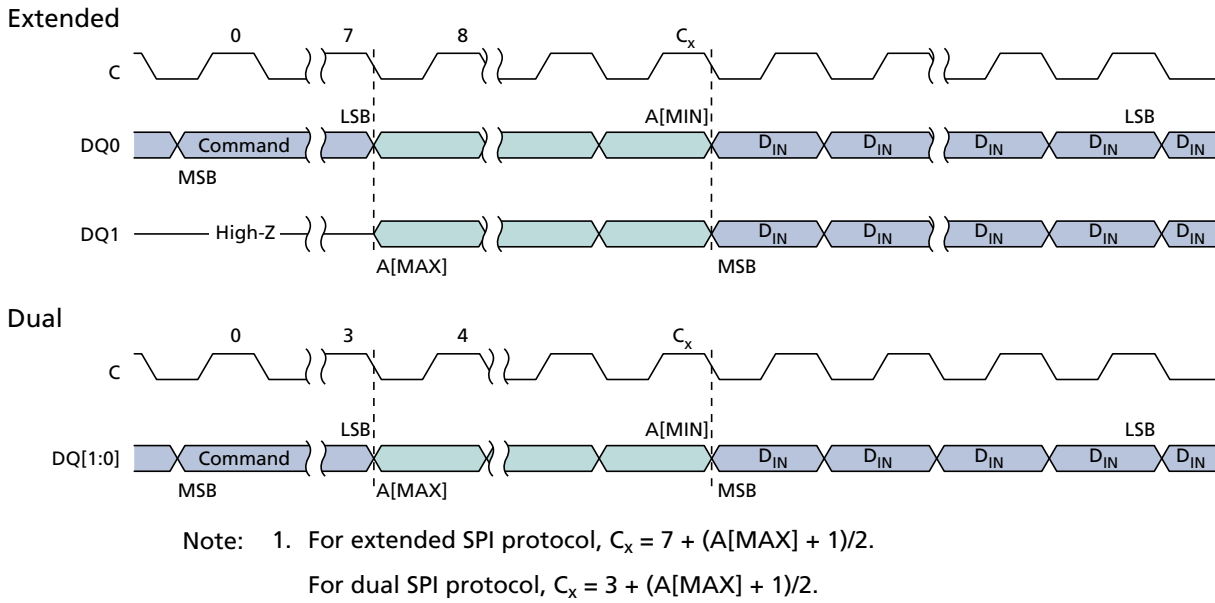 Extended
0 7 8 Cx
C
LSB A[MIN] LSB
DQ0 Command DIN DIN DIN DIN DIN
MSB
DQ1 High-Z DIN DIN DIN DIN DIN
A[MAX] MSB
Dual
0 3 4 Cx
C
LSB A[MIN] LSB
DQ[1:0] Command DIN DIN DIN DIN DIN
MSB A[MAX] MSB
Note: 1. For extended SPI protocol, Cx = 7 + (A[MAX] + 1)/2.
For dual SPI protocol, Cx = 3 + (A[MAX] + 1)/2.